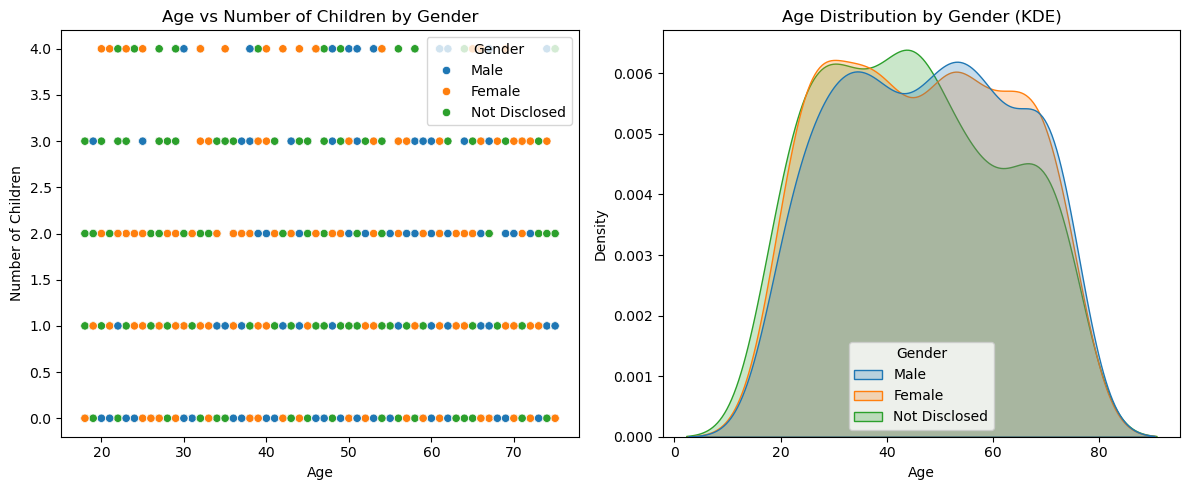 Age vs Number of Children by Gender
Number of Children
4.0
3.5
3.0
2.5
2.0
1.5
1.0
0.5
0.0
Gender
Male
Female
Not Disclosed
20 30 40 50 60 70
Age
Age Distribution by Gender (KDE)
Density
0.006
0.005
0.004
0.003
0.002
0.001
0.000
Gender
Male
Female
Not Disclosed
0 20 40 60 80
Age